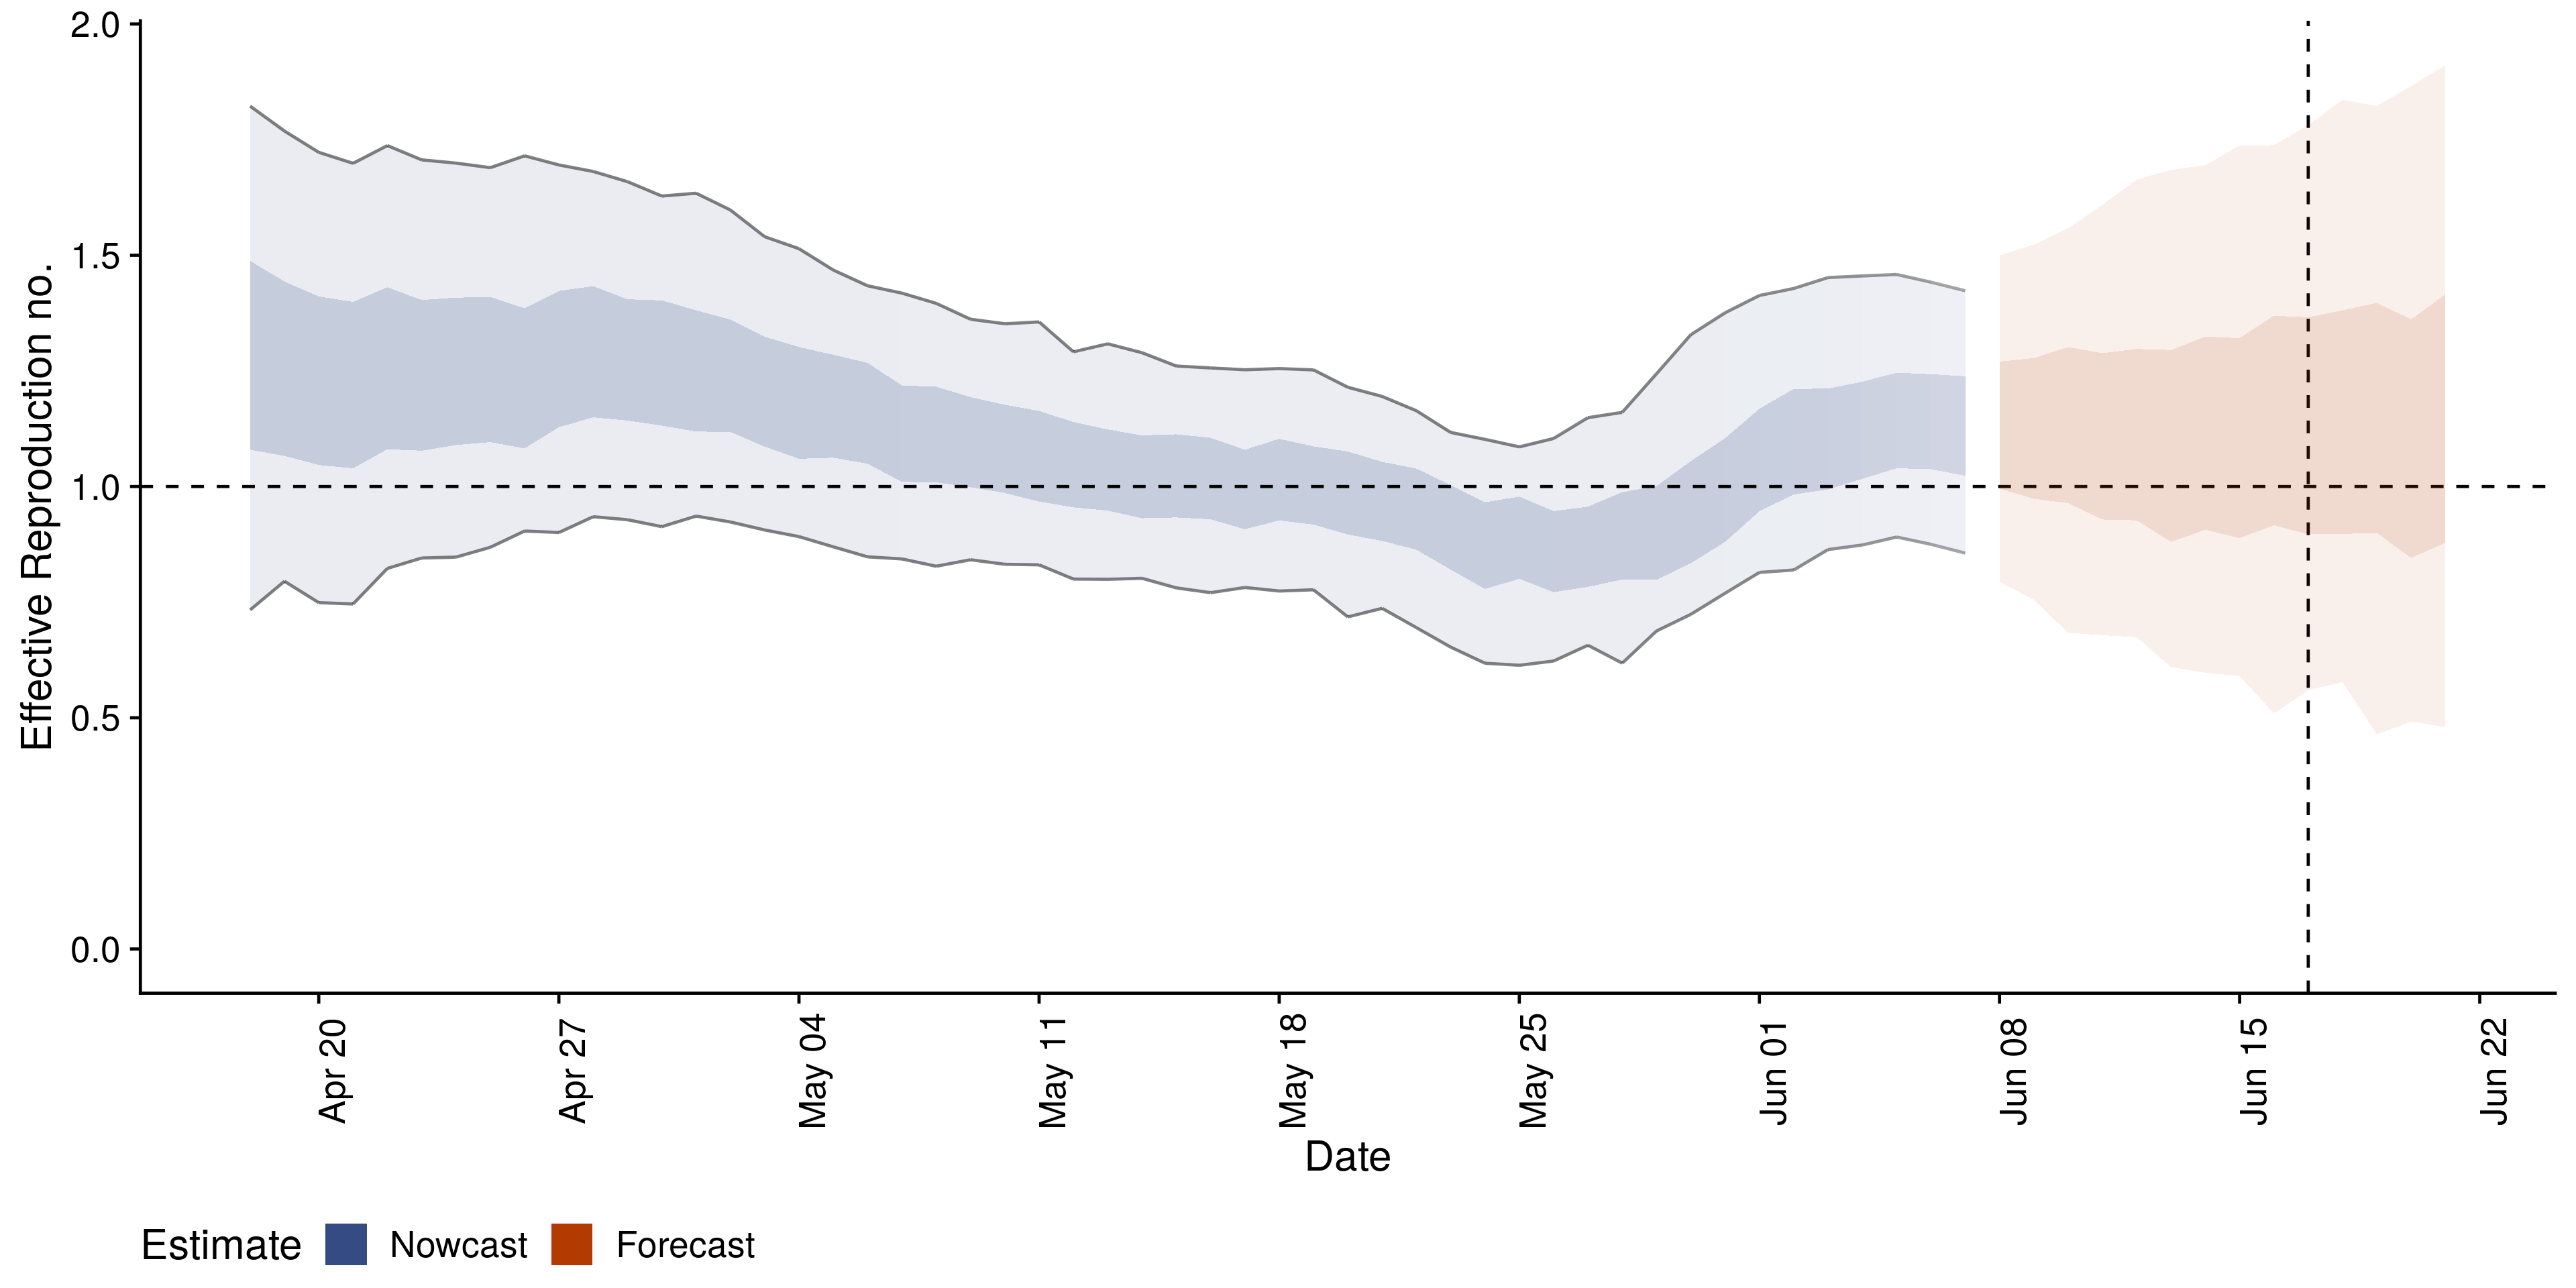 Effective Reproduction no.
2.0
1.5
1.0
0.5
0.0
Apr 20
Apr 27
May 04
May 11
May 18
May 25
Jun 01
Jun 08
Jun 15
Jun 22
Date
Estimate Nowcast Forecast